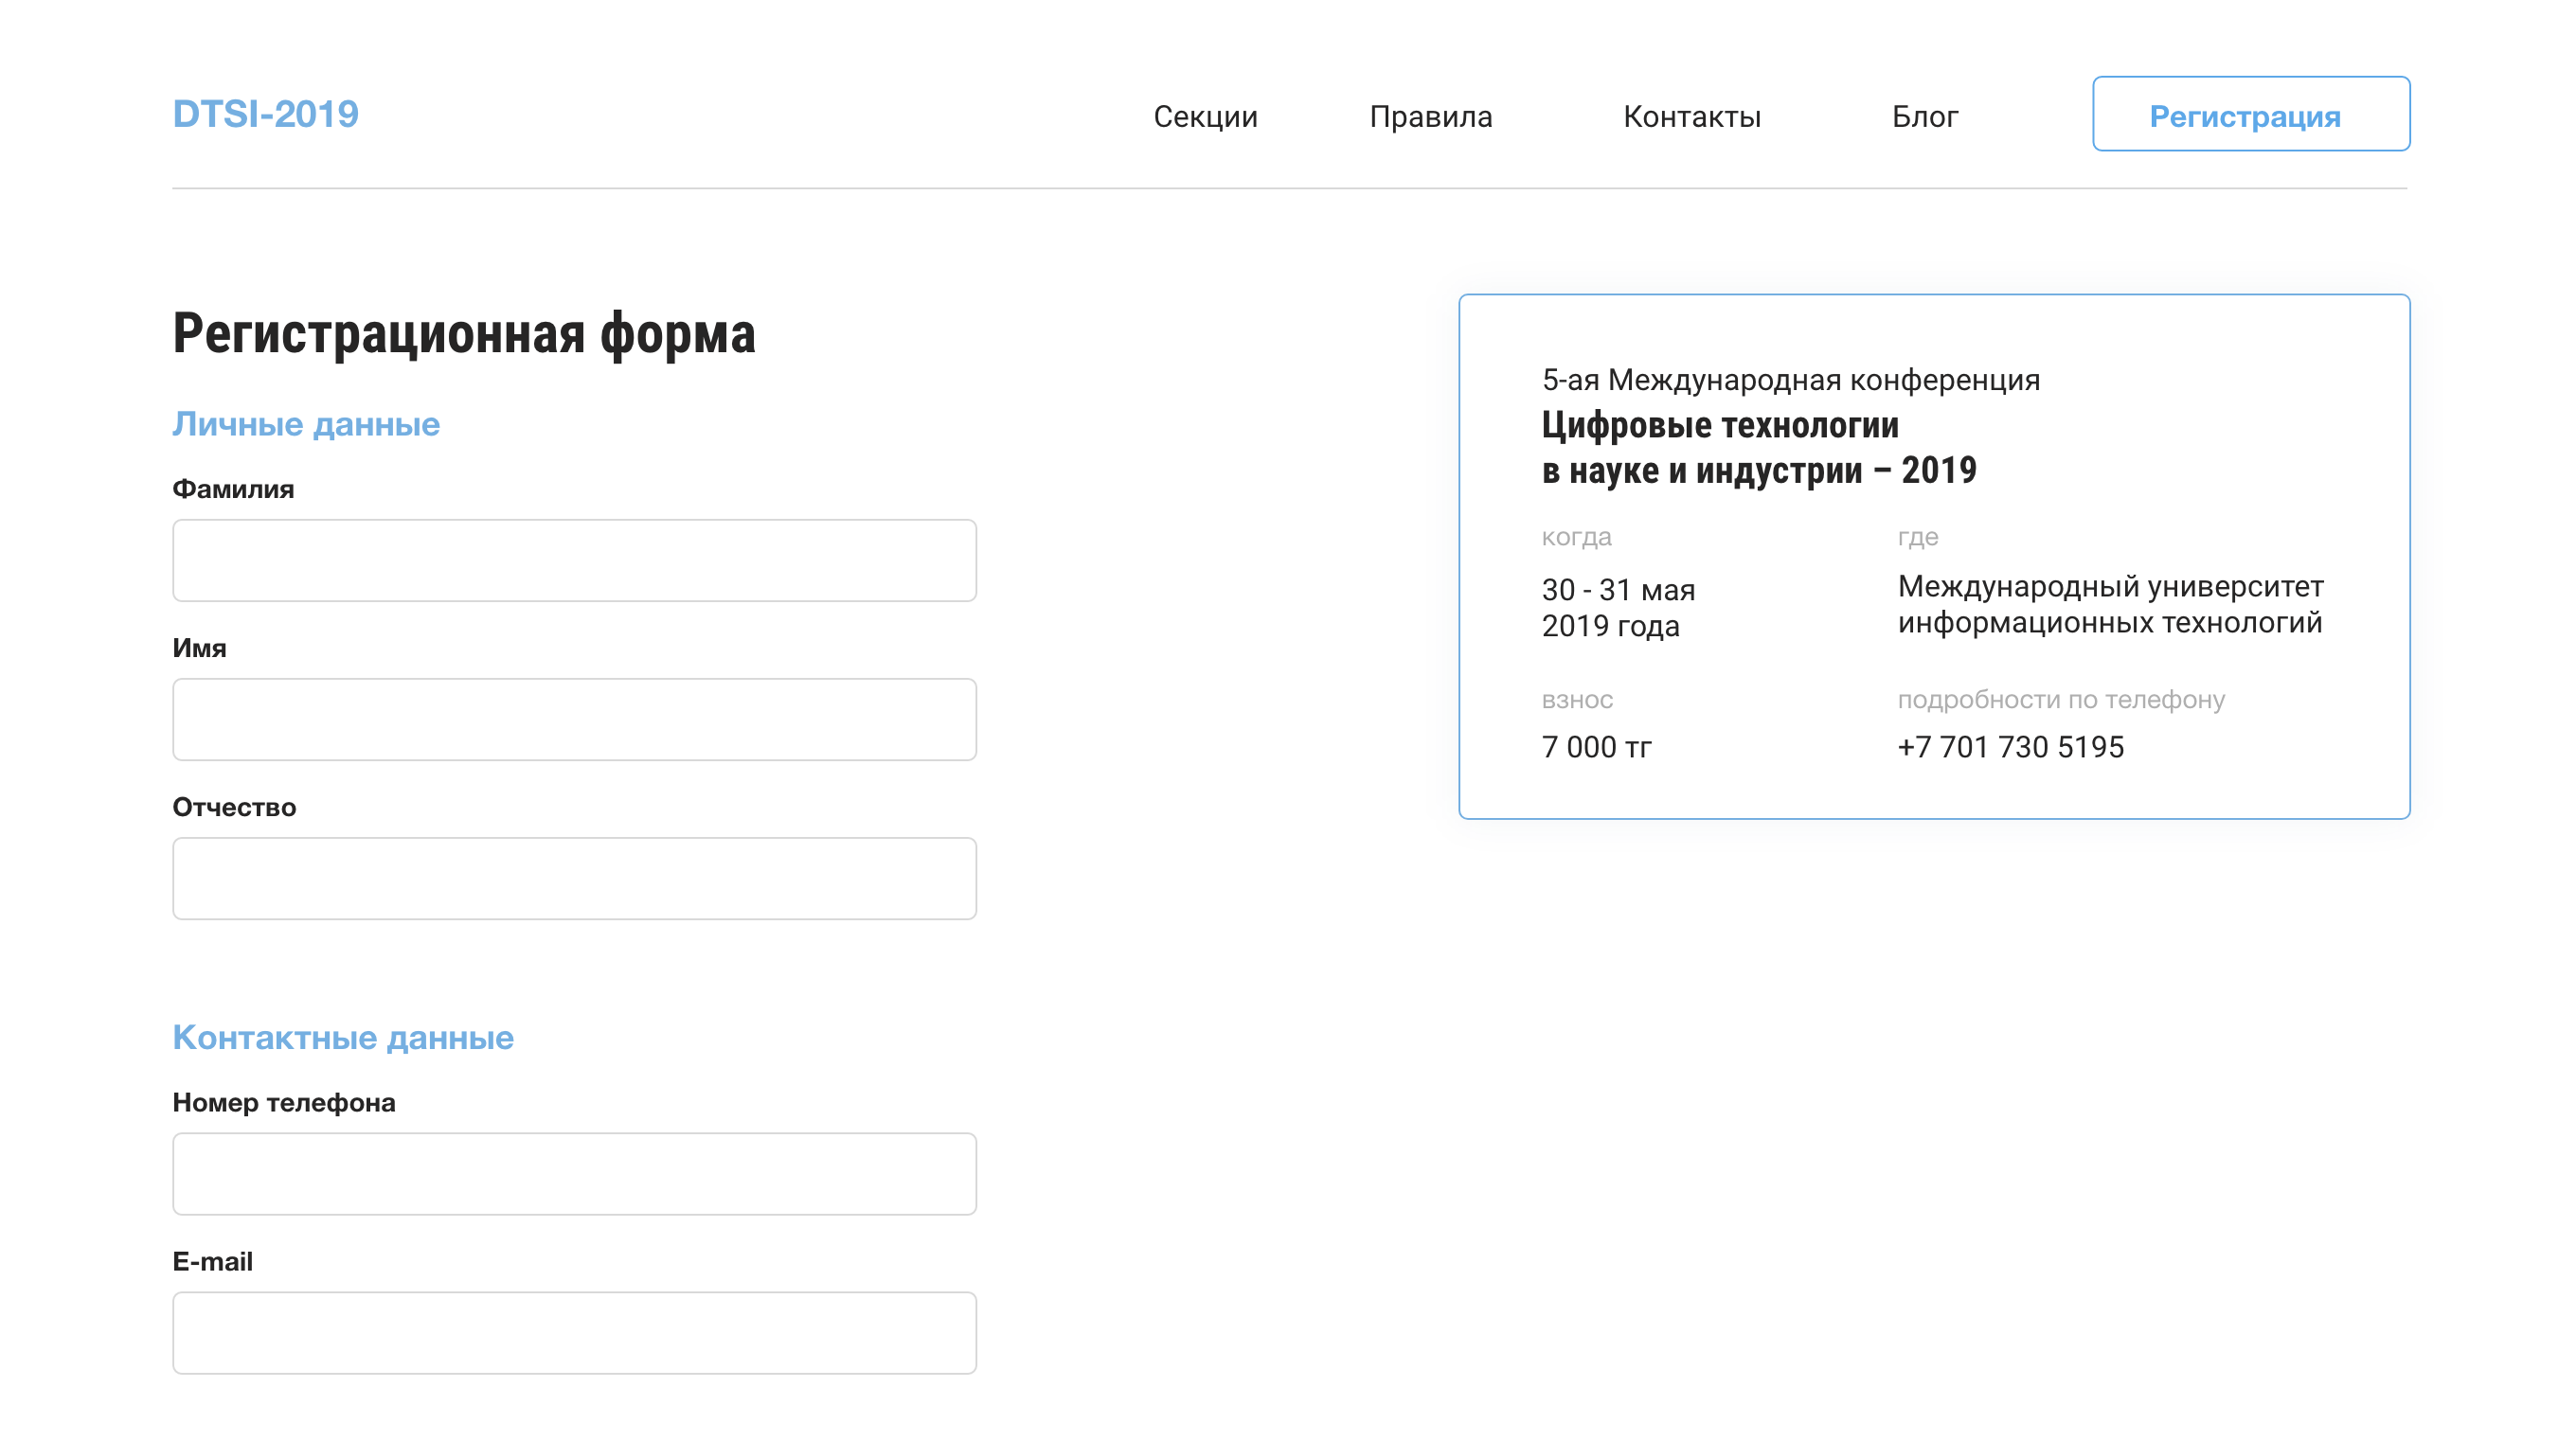 DTSI-2019
Секции
Правила
Контакты
Блог
Регистрация
Регистрационная форма
Личные данные
Фамилия
Имя
Отчество
Контактные данные
Номер телефона
E-mail
5-ая Международная конференция
Цифровые технологии
в науке и индустрии – 2019
когда
30 - 31 мая
2019 года
где
Международный университет
информационных технологий
взнос
7 000 тг
подробности по телефону
+7 701 730 5195